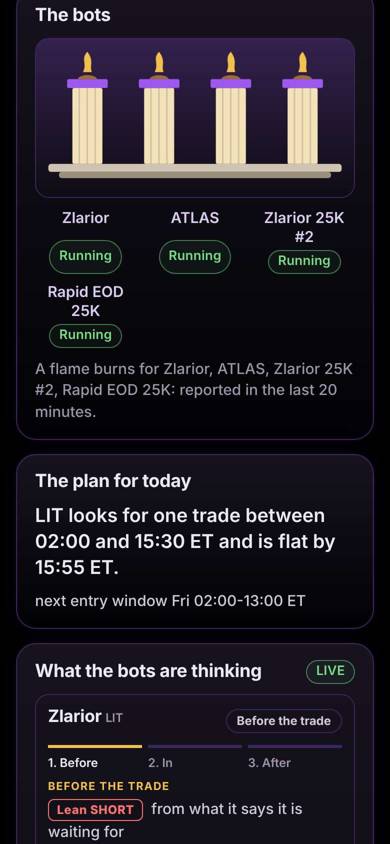 The bots
Zlarior
ATLAS
Zlarior 25K
#2
Running
Running
Running
Rapid EOD
25K
Running
A flame burns for Zlarior, ATLAS, Zlarior 25K
#2, Rapid EOD 25K: reported in the last 20
minutes.
The plan for today
LIT looks for one trade between
02:00 and 15:30 ET and is flat by
15:55 ET.
next entry window Fri 02:00-13:00 ET
What the bots are thinking
LIVE
Zlarior LIT
Before the trade
1. Before
2. In
3. After
BEFORE THE TRADE
Lean SHORT from what it says it is
waiting for